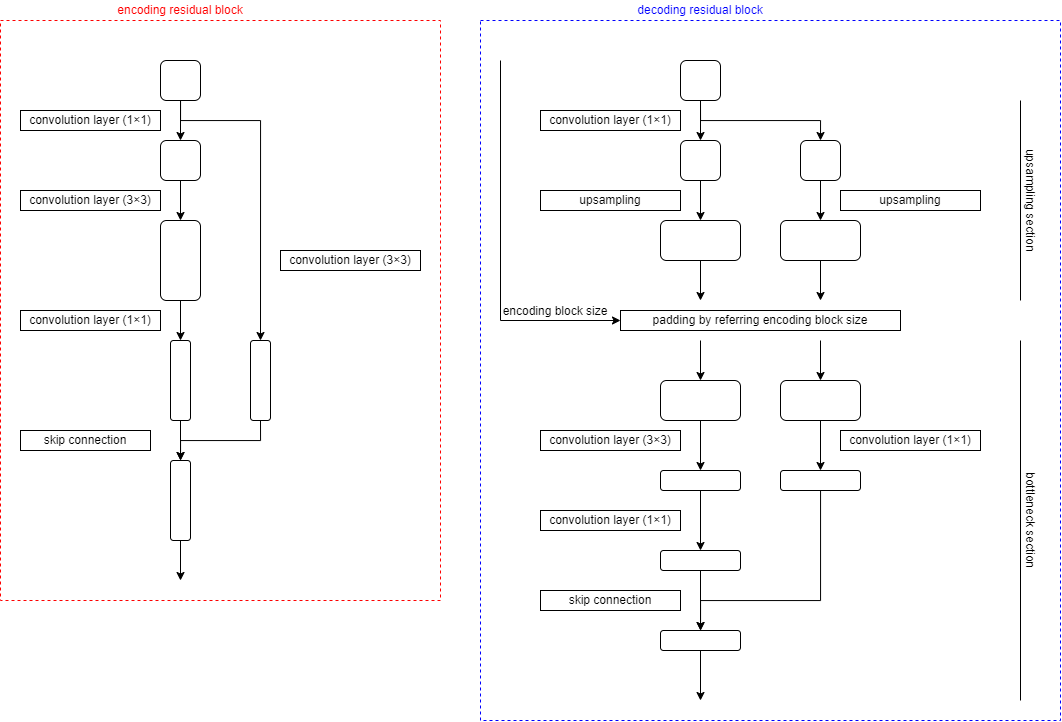 encoding residual block
convolution layer (1×1)
convolution layer (3×3)
convolution layer (3×3)
convolution layer (1×1)
skip connection
decoding residual block
convolution layer (1×1)
upsampling
upsampling
upsampling section
encoding block size
padding by referring encoding block size
convolution layer (3×3)
convolution layer (1×1)
convolution layer (1×1)
skip connection
bottleneck section